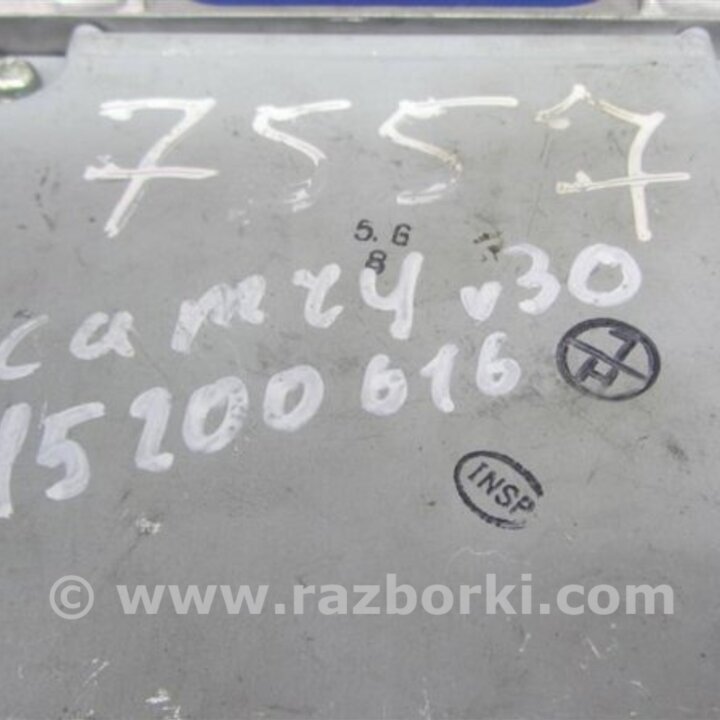 7557
5. G
8
camry v30
15200616
INSP
© www.razborki.com